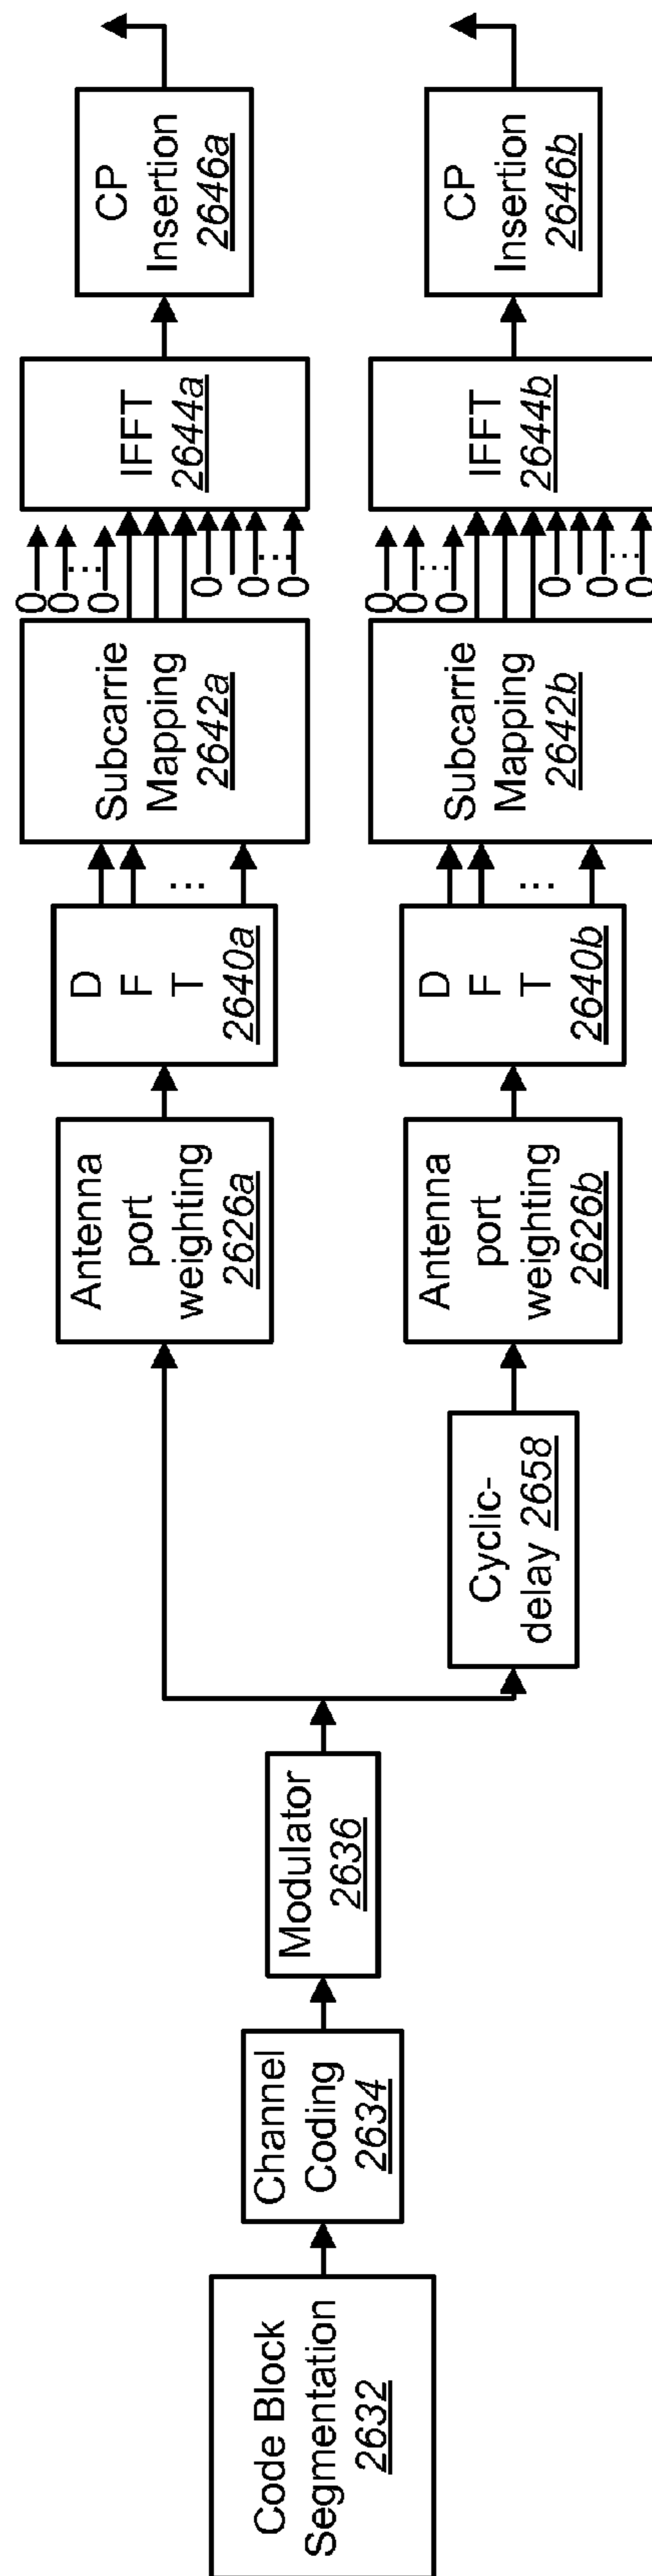 Code Block
Segmentation
2632
Channel
Coding
2634
Modulator
2636
Antenna
port
weighting
2626a
D
F
T
2640a
...
Subcarrie
Mapping
2642a
0
0
...
0
0
0
...
0
IFFT
2644a
CP
Insertion
2646a
Cyclic-
delay 2658
Antenna
port
weighting
2626b
D
F
T
2640b
...
Subcarrie
Mapping
2642b
0
0
...
0
0
0
...
0
IFFT
2644b
CP
Insertion
2646b